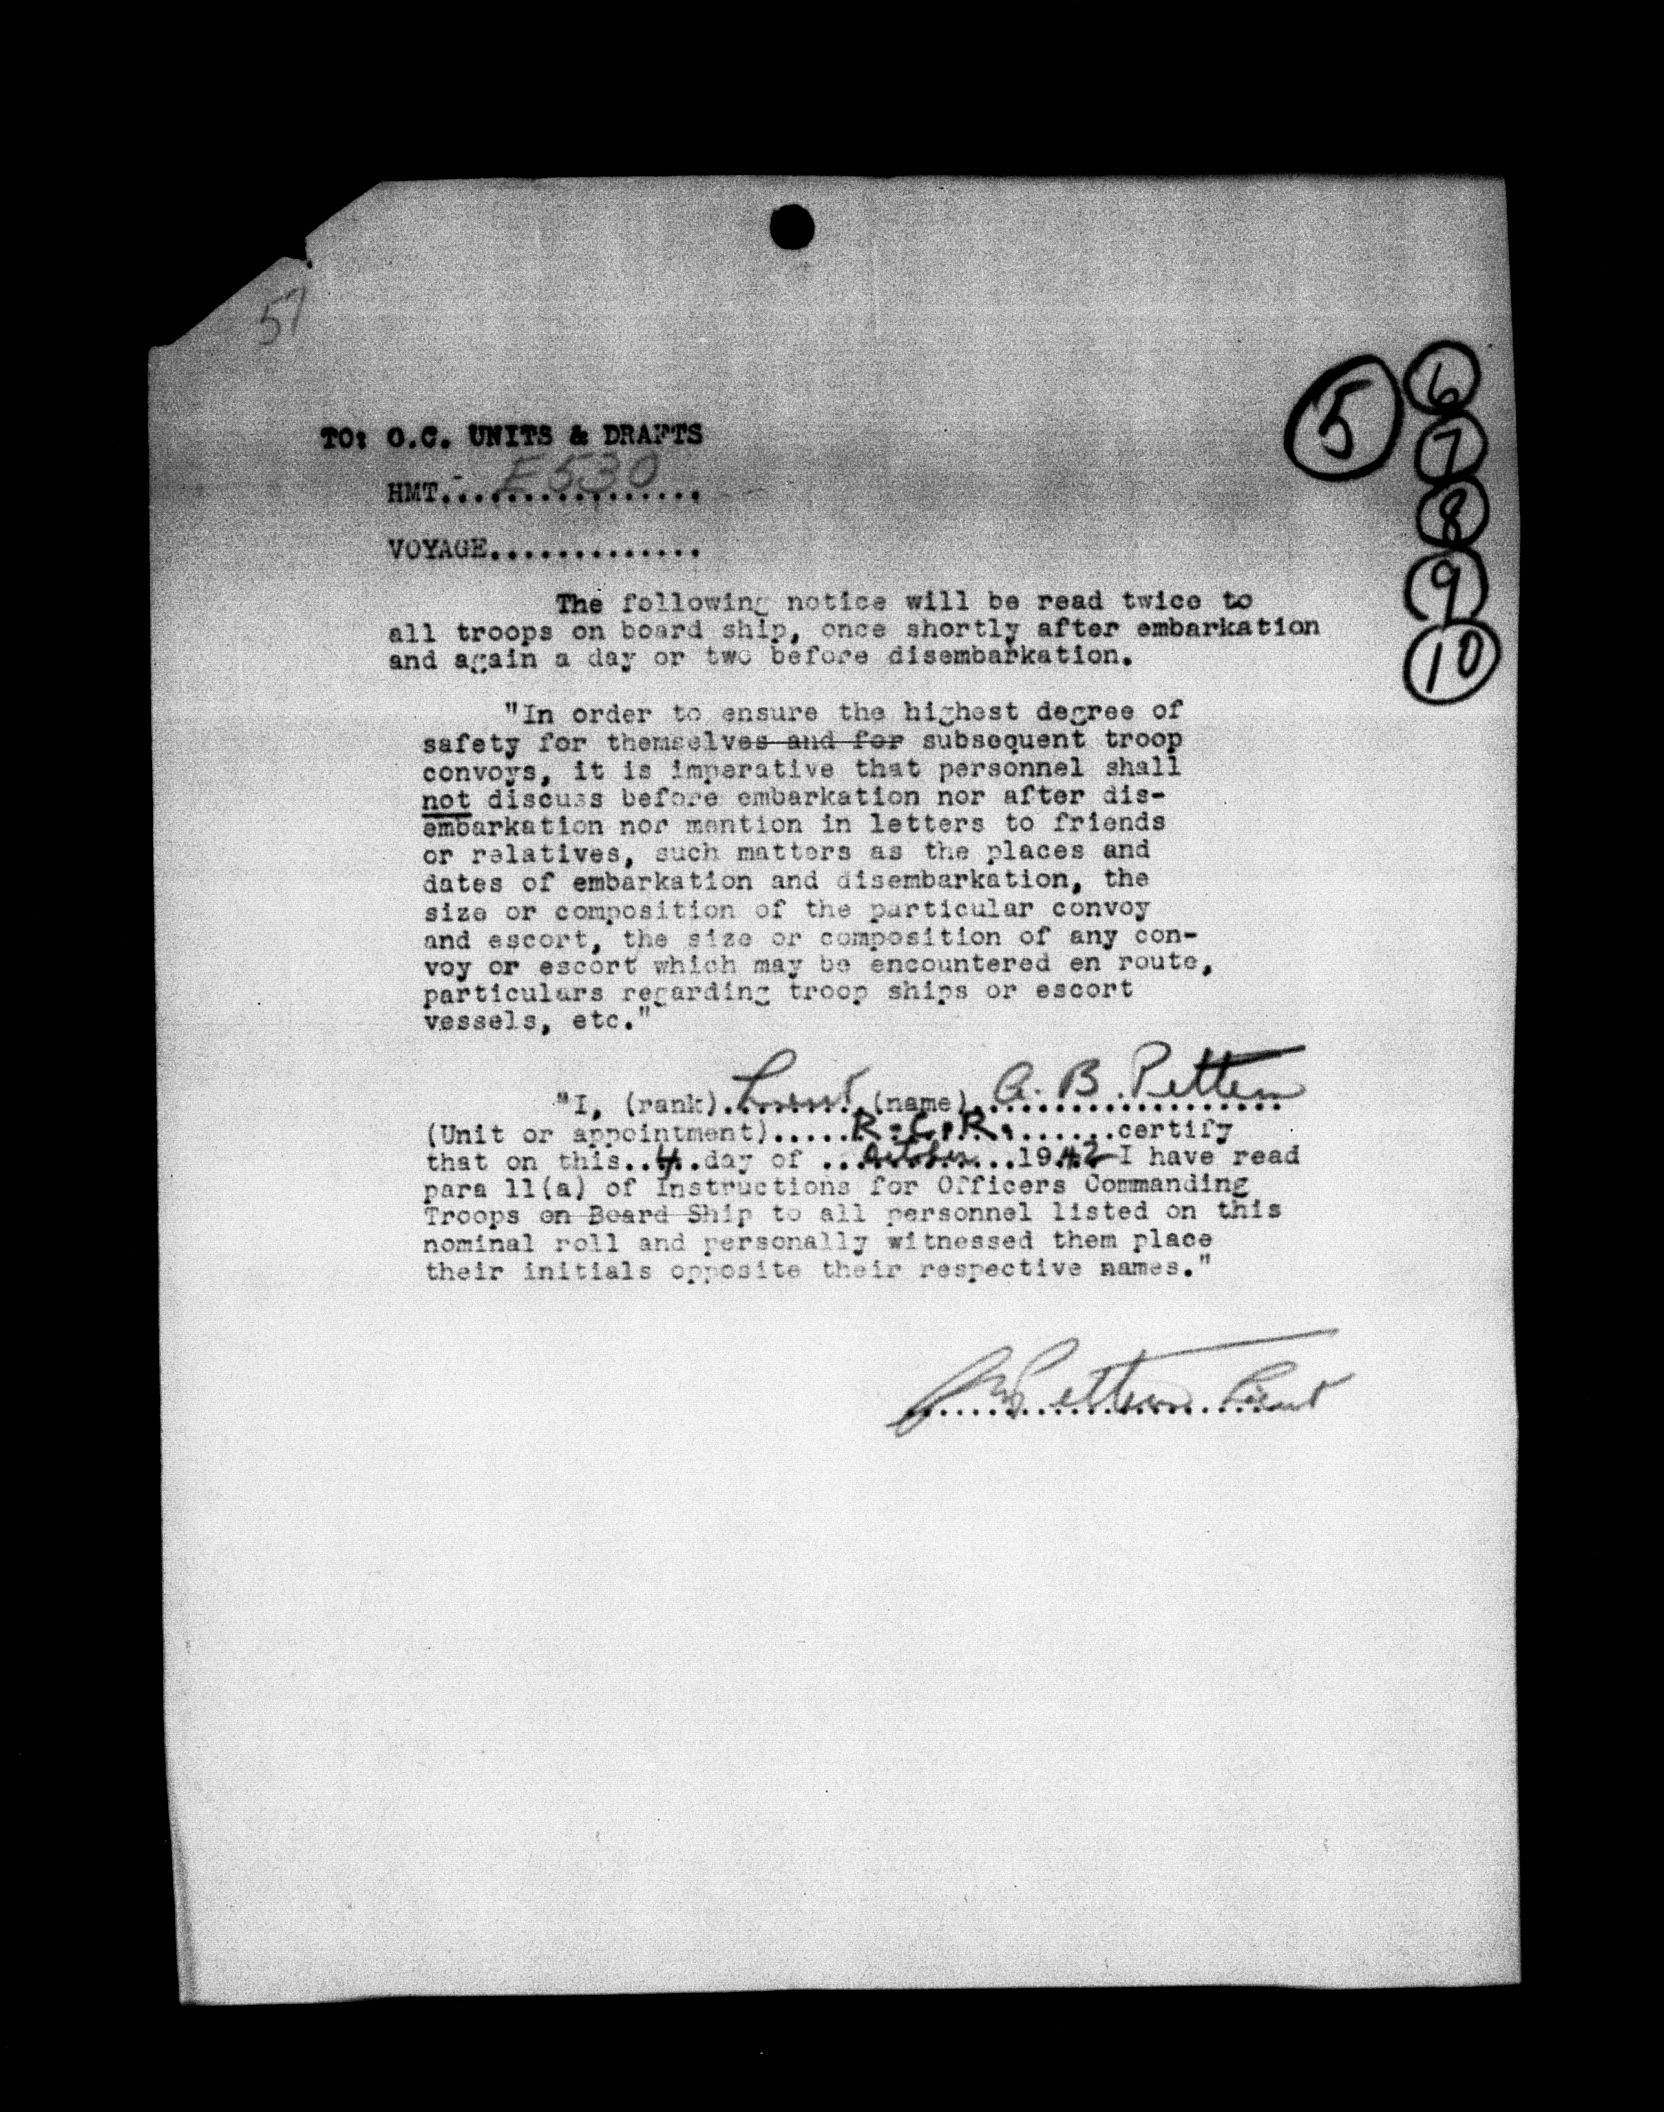 57
5
6
7
8
9
10
TO: O.C. UNITS & DRAFTS
HMT.. E530
VOYAGE.............
The following notice will be read twice to
all troops on board ship, once shortly after embarkation
and again a day or two before disembarkation.
"In order to ensure the highest degree of
safety for themselves and for subsequent troop
convoys, it is imperative that personnel shall
not discuss before embarkation nor after dis-
embarkation nor mention in letters to friends
or relatives, such matters as the places and
dates of embarkation and disembarkation, the
size or composition of the particular convoy
and escort, the size or composition of any con-
voy or escort which may be encountered en route,
particulars regarding troop ships or escort
vessels, etc."
"I, (rank) Lieut (name) A. B. Petten
(Unit or appointment)..... R.C.R. .......certify
that on this..4..day of ...October...1942 I have read
para 11(a) of Instructions for Officers Commanding
Troops on Board Ship to all personnel listed on this
nominal roll and personally witnessed them place
their initials opposite their respective names."
AB Petten Lieut